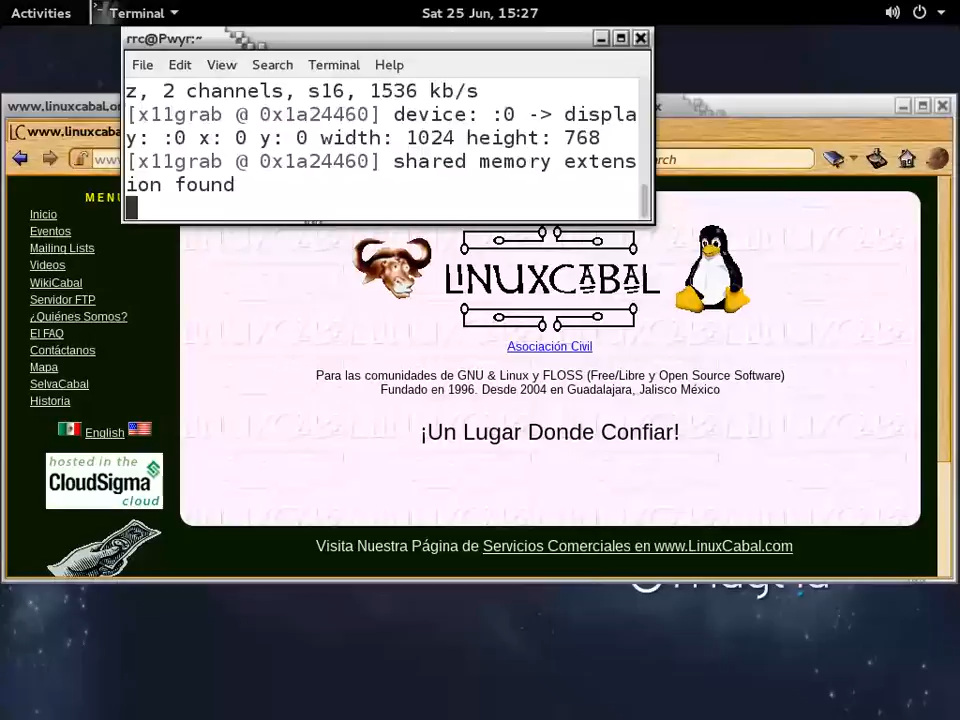 Activities
Terminal
Sat 25 Jun, 15:27
rrc@Pwyr:~
File Edit View Search Terminal Help
z, 2 channels, s16, 1536 kb/s
[x11grab @ 0x1a24460] device: :0 -> displa
y: :0 x: 0 y: 0 width: 1024 height: 768
[x11grab @ 0x1a24460] shared memory extens
ion found
www.linuxcabal.or
www.linuxcaba
www
rch
MENU
Inicio
Eventos
Mailing Lists
Videos
WikiCabal
Servidor FTP
¿Quiénes Somos?
El FAQ
Contáctanos
Mapa
SelvaCabal
Historia
English
hosted in the
CloudSigma
cloud
LINUXCABAL
Asociación Civil
Para las comunidades de GNU & Linux y FLOSS (Free/Libre y Open Source Software)
Fundado en 1996. Desde 2004 en Guadalajara, Jalisco México
¡Un Lugar Donde Confiar!
Visita Nuestra Página de Servicios Comerciales en www.LinuxCabal.com